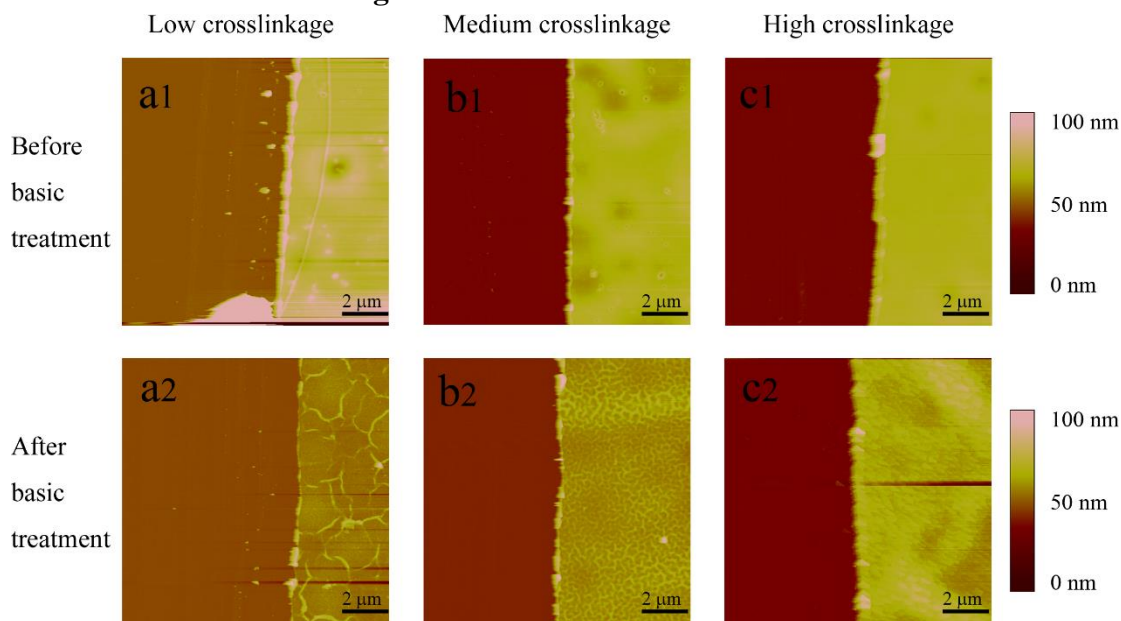 Low crosslinkage
Medium crosslinkage
High crosslinkage
Before
basic
treatment
a1
2 μm
b1
2 μm
c1
2 μm
100 nm
50 nm
0 nm
After
basic
treatment
a2
2 μm
b2
2 μm
c2
2 μm
100 nm
50 nm
0 nm